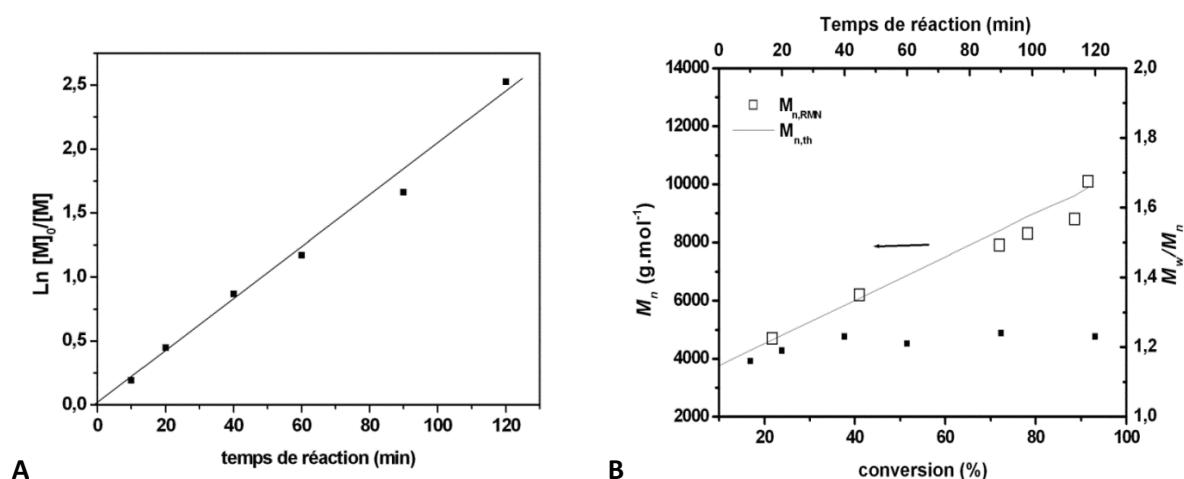 Ln [M]0/[M]
2,5
2,0
1,5
1,0
0,5
0,0
0 20 40 60 80 100 120
temps de réaction (min)
A
Temps de réaction (min)
0 20 40 60 80 100 120
Mn (g.mol-1)
14000
12000
10000
8000
6000
4000
2000
Mn,RMN
Mn,th
2,0
1,8
1,6
1,4
1,2
1,0
Mw/Mn
20 40 60 80 100
conversion (%)
B